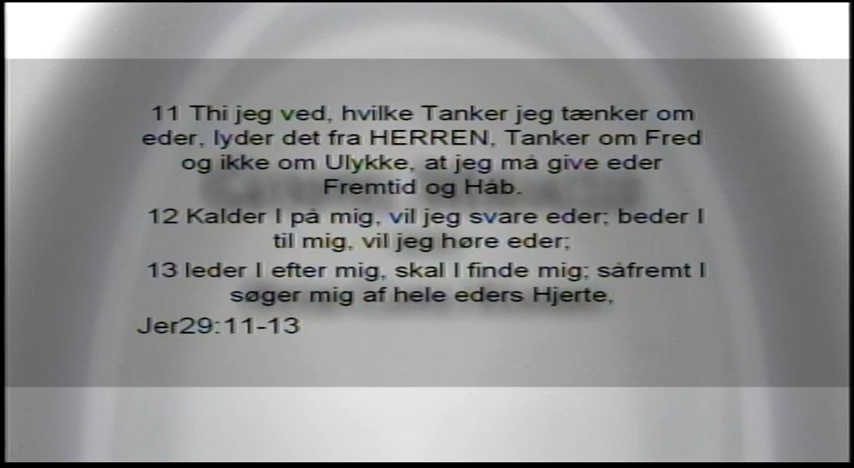 11 Thi jeg ved, hvilke Tanker jeg tænker om
eder, lyder det fra HERREN, Tanker om Fred
og ikke om Ulykke, at jeg må give eder
Fremtid og Håb.
12 Kalder I på mig, vil jeg svare eder; beder I
til mig, vil jeg høre eder;
13 leder I efter mig, skal I finde mig; såfremt I
søger mig af hele eders Hjerte,
Jer29:11-13